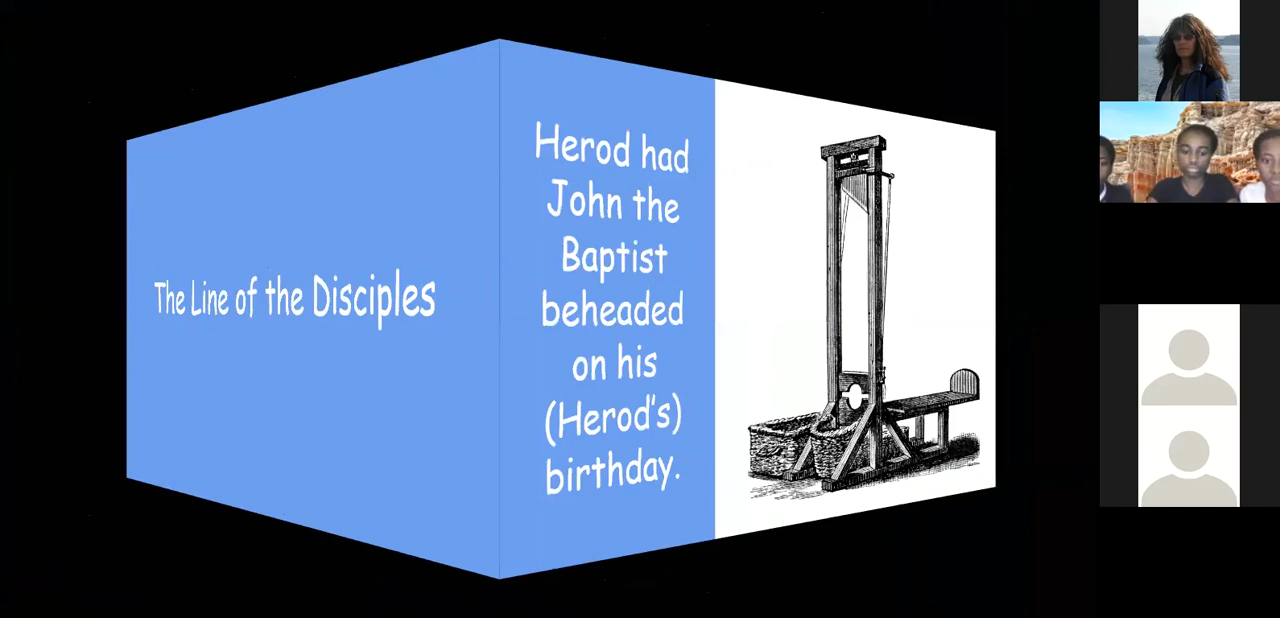 The Line of the Disciples
Herod had
John the
Baptist
beheaded
on his
(Herod's)
birthday.